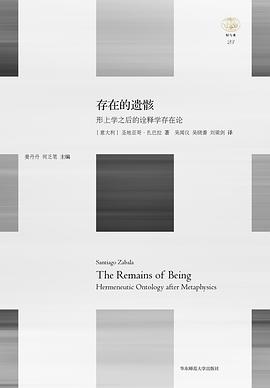 存在的遗骸
形上学之后的诠释学存在论
[意大利] 圣地亚哥·扎巴拉 著 吴闻仪 吴晓番 刘梁剑 译
姜丹丹 何乏笔 主编
Santiago Zabala
The Remains of Being
Hermeneutic Ontology after Metaphysics
华东师范大学出版社